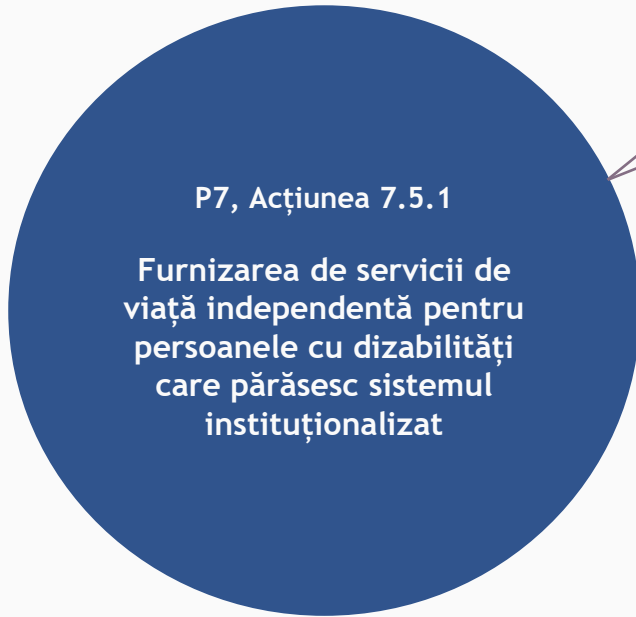 P7, Acțiunea 7.5.1
Furnizarea de servicii de
viață independentă pentru
persoanele cu dizabilități
care părăsesc sistemul
instituționalizat